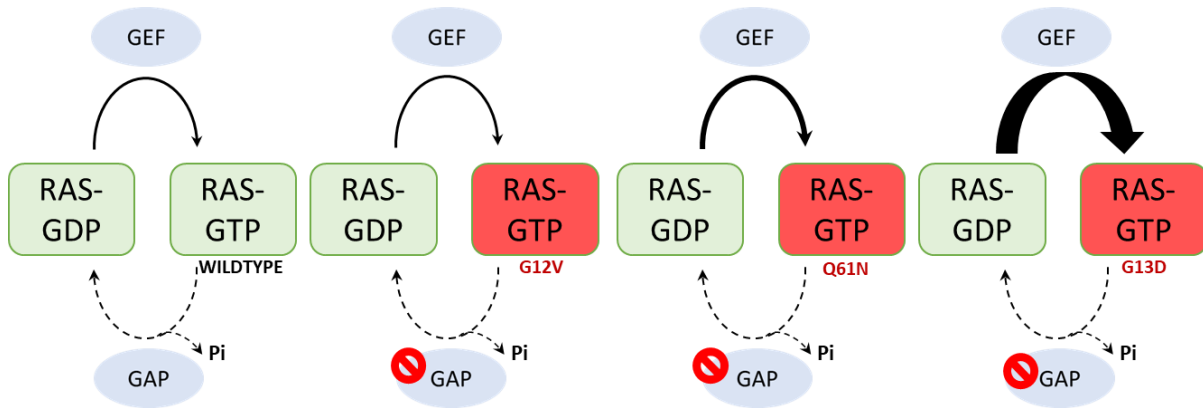 GEF
GEF
GEF
GEF
RAS-
GDP
RAS-
GTP
RAS-
GDP
RAS-
GTP
RAS-
GDP
RAS-
GTP
RAS-
GDP
RAS-
GTP
WILDTYPE
G12V
Q61N
G13D
Pi
Pi
Pi
Pi
GAP
GAP
GAP
GAP